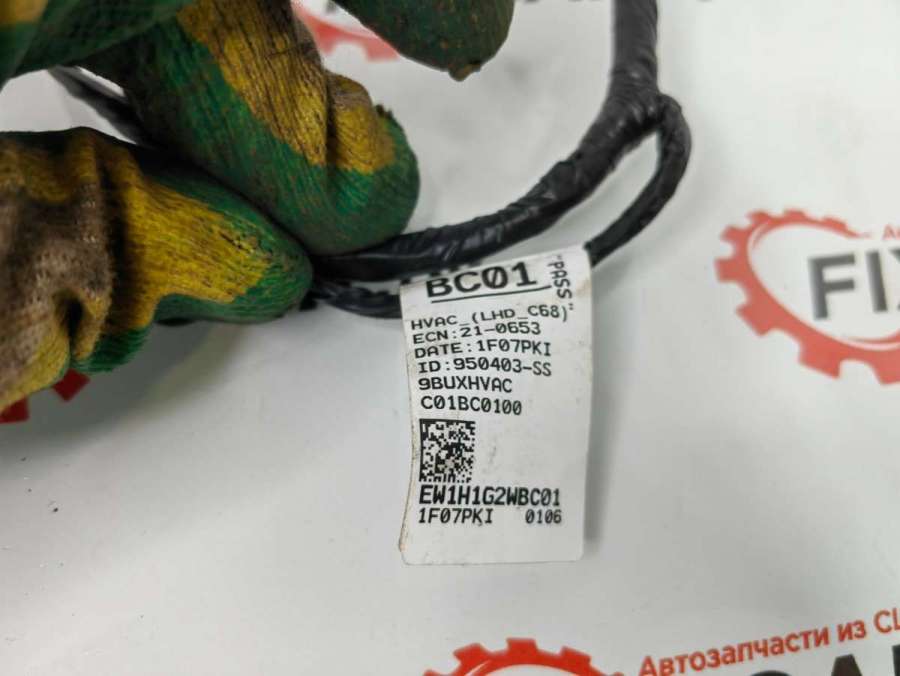 BC01
"PASS"
HVAC_(LHD_C68)
ECN:21-0653
DATE:1F07PKI
ID:950403-SS
9BUXHVAC
C01BC0100
EW1H1G2WBC01
1F07PKI 0106
FIX
Автозапчасти из